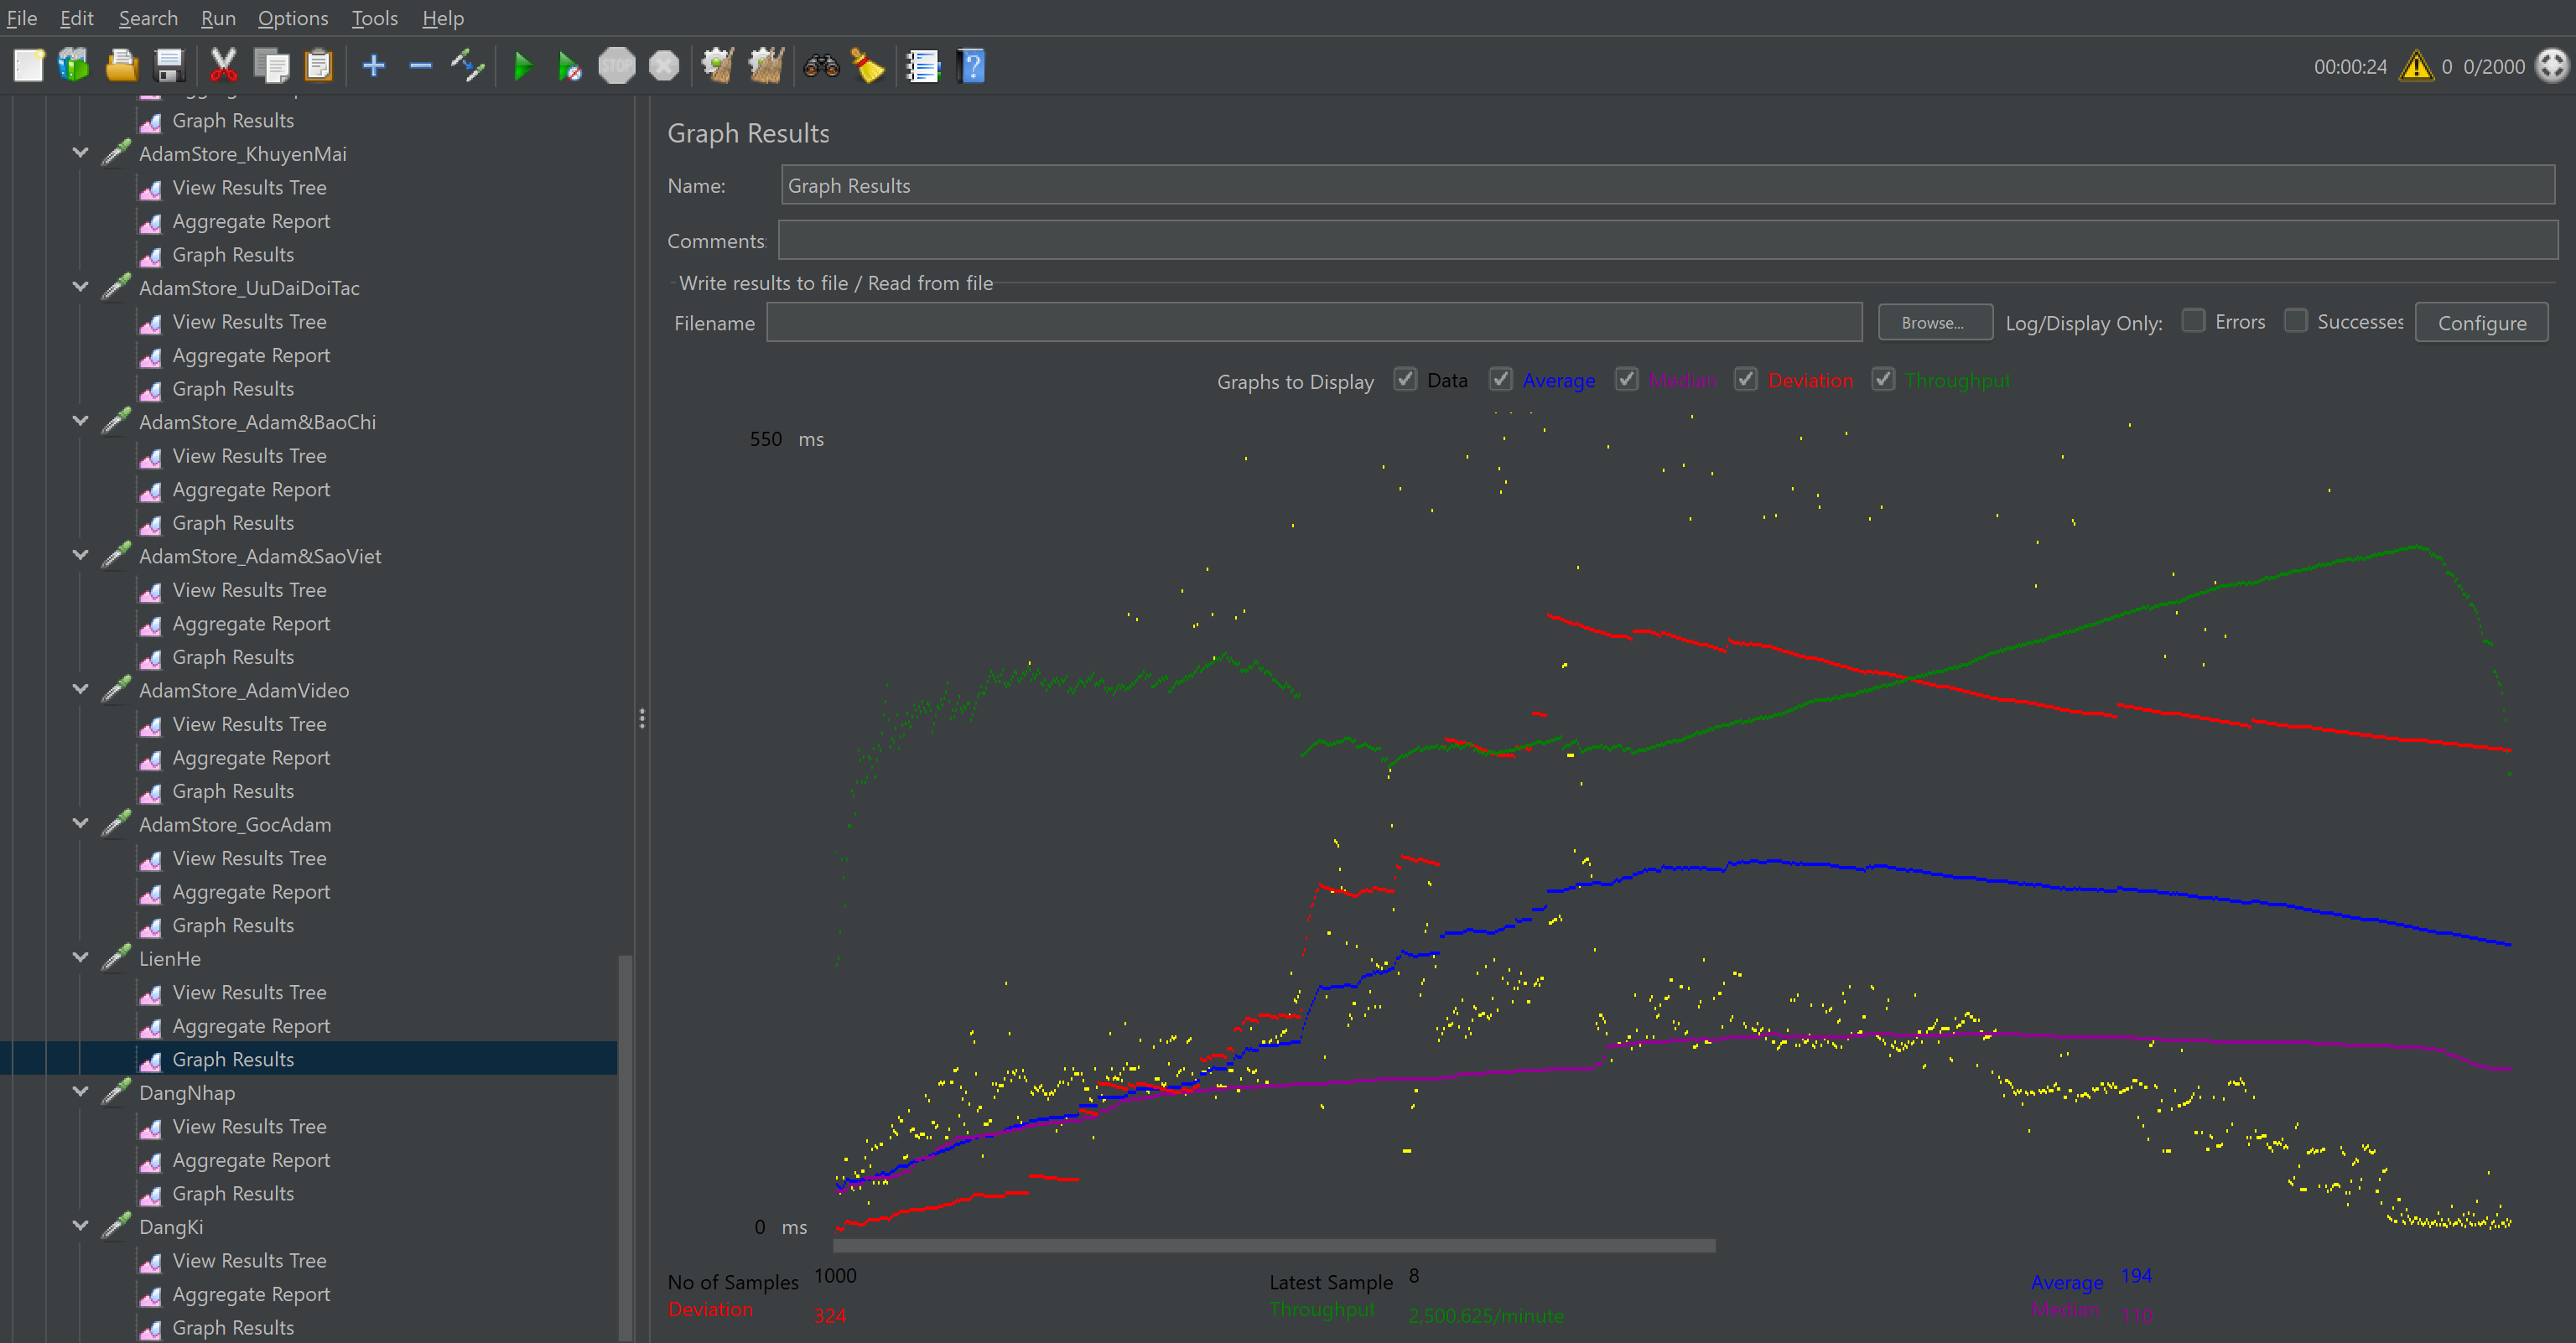 File Edit Search Run Options Tools Help
STOP
00:00:24 0 0/2000
Graph Results
AdamStore_KhuyenMai
View Results Tree
Aggregate Report
Graph Results
AdamStore_UuDaiDoiTac
View Results Tree
Aggregate Report
Graph Results
AdamStore_Adam&BaoChi
View Results Tree
Aggregate Report
Graph Results
AdamStore_Adam&SaoViet
View Results Tree
Aggregate Report
Graph Results
AdamStore_AdamVideo
View Results Tree
Aggregate Report
Graph Results
AdamStore_GocAdam
View Results Tree
Aggregate Report
Graph Results
LienHe
View Results Tree
Aggregate Report
Graph Results
DangNhap
View Results Tree
Aggregate Report
Graph Results
DangKi
View Results Tree
Aggregate Report
Graph Results
Graph Results
Name: Graph Results
Comments:
Write results to file / Read from file
Filename Browse... Log/Display Only: Errors Successes Configure
Graphs to Display Data Average Median Deviation Throughput
550 ms
0 ms
No of Samples 1000 Latest Sample 8 Average 194
Deviation 324 Throughput 2,500.625/minute Median 110